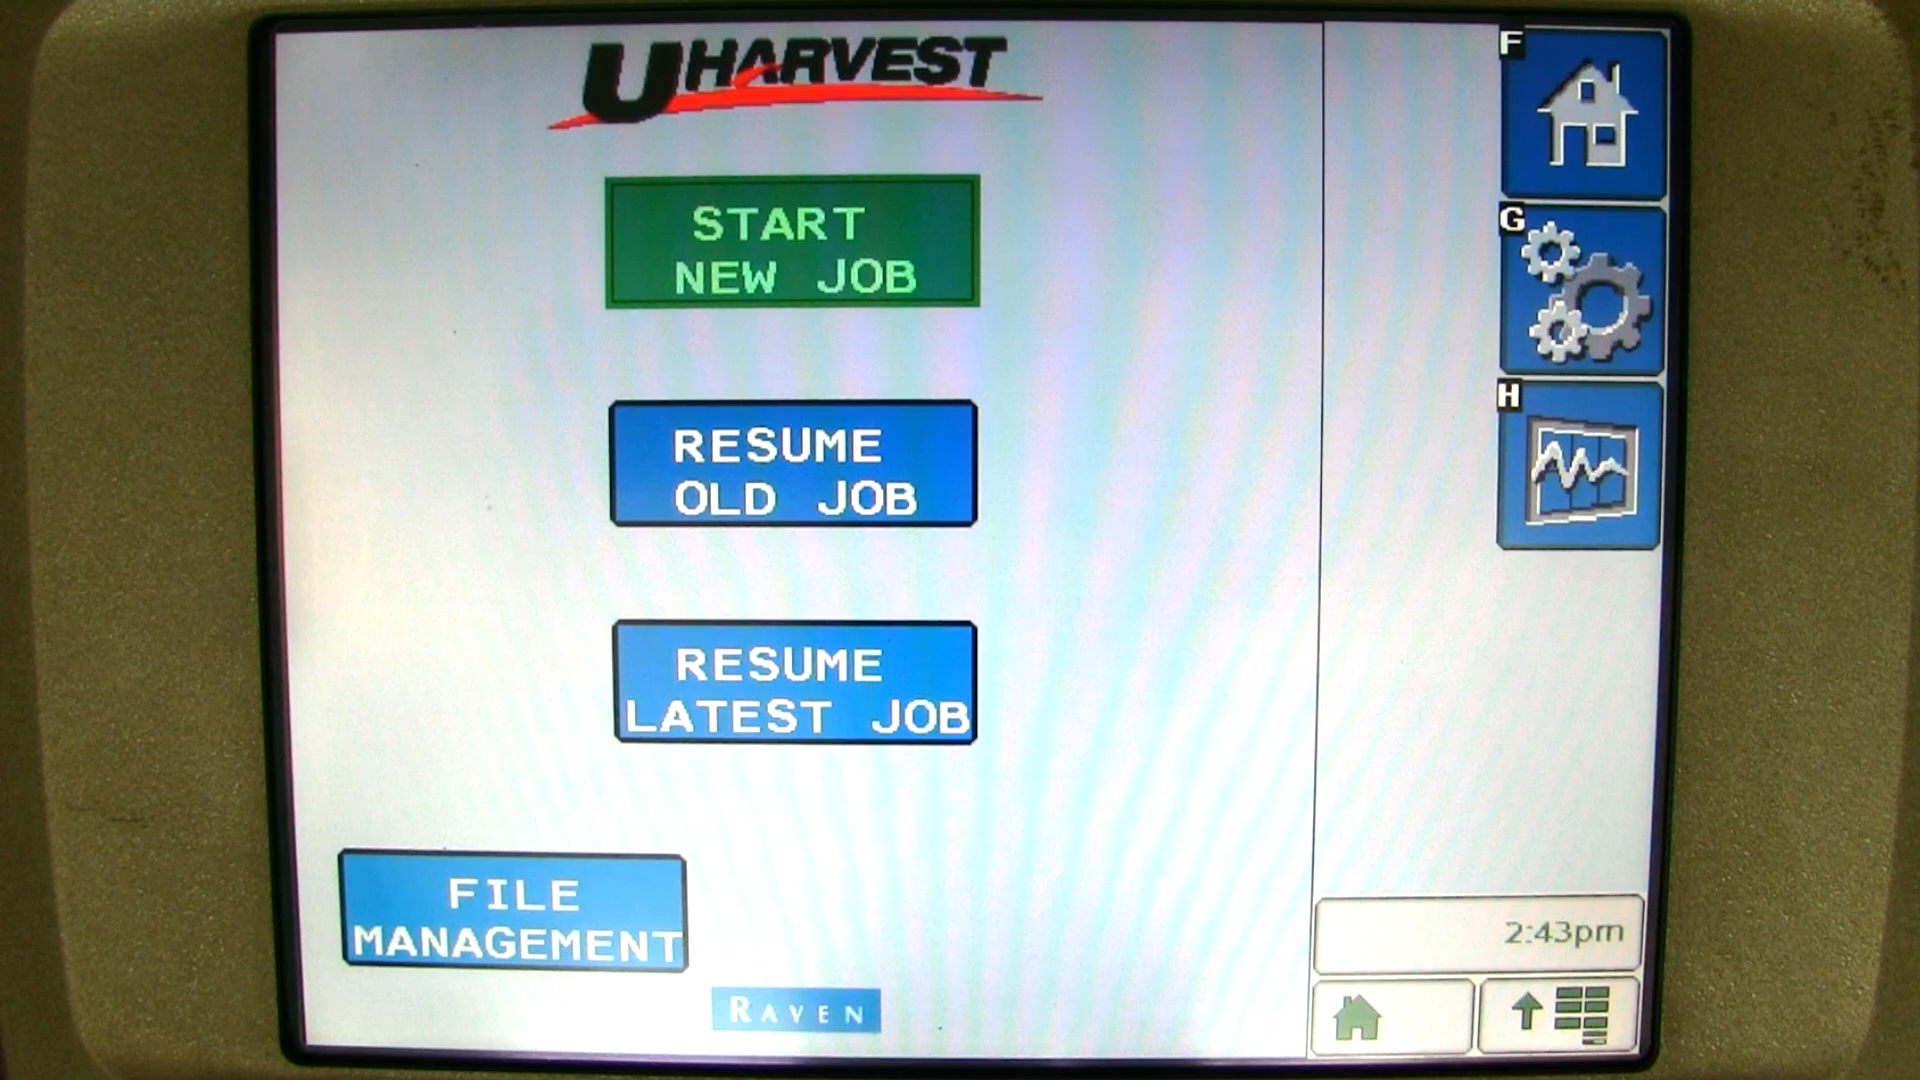 UHARVEST
START
NEW JOB
RESUME
OLD JOB
RESUME
LATEST JOB
FILE
MANAGEMENT
RAVEN
F
G
H
2:43pm